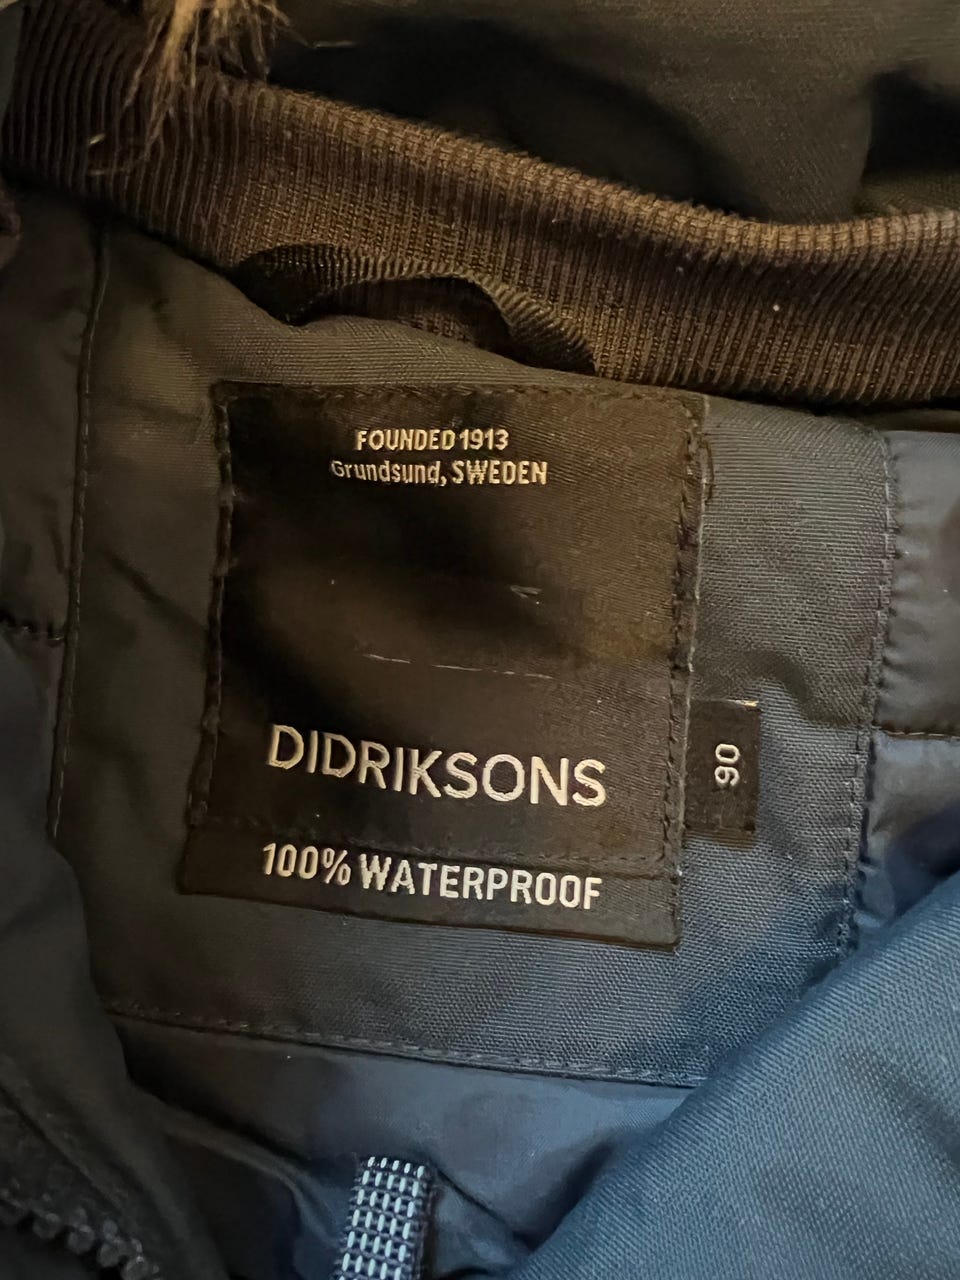 FOUNDED 1913
Grundsund, SWEDEN
DIDRIKSONS
100% WATERPROOF
90